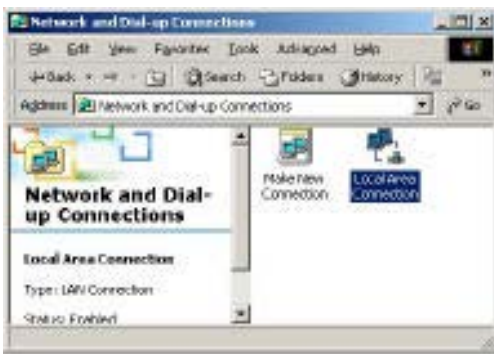 Network and Dial-up Connections
File Edit View Favorites Tools Advanced Help
Back Search Folders History
Address Network and Dial-up Connections Go
Make New
Connection
Local Area
Connection
Network and Dial-
up Connections
Local Area Connection
Type: LAN Connection
Status: Enabled